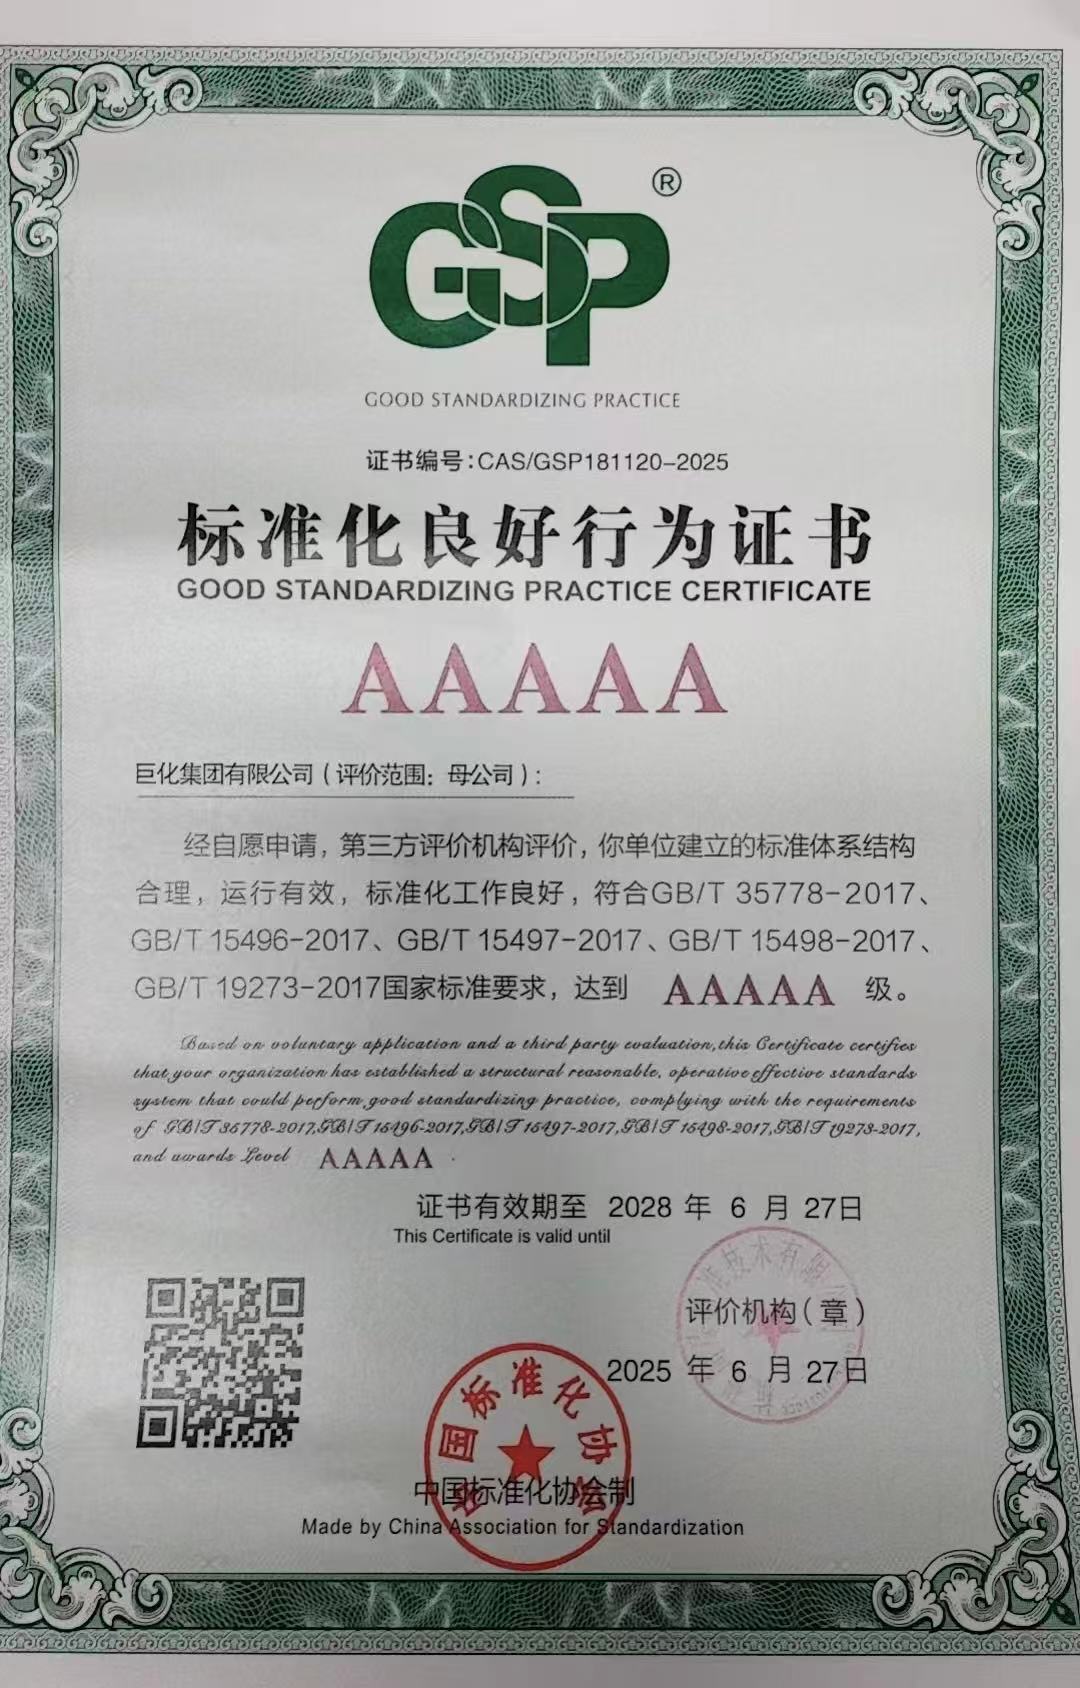 GSP®
GOOD STANDARDIZING PRACTICE
证书编号:CAS/GSP181120-2025
标准化良好行为证书
GOOD STANDARDIZING PRACTICE CERTIFICATE
AAAAA
巨化集团有限公司（评价范围：母公司）:
经自愿申请，第三方评价机构评价，你单位建立的标准体系结构
合理，运行有效，标准化工作良好，符合GB/T 35778-2017、
GB/T 15496-2017、GB/T 15497-2017、GB/T 15498-2017、
GB/T 19273-2017国家标准要求，达到 AAAAA 级。
Based on voluntary application and a third party evaluation,this Certificate certifies
that your organization has established a structural reasonable, operative effective standards
system that could perform good standardizing practice, complying with the requirements
of GB/T35778-2017,GB/T15496-2017,GB/T15497-2017,GB/T15498-2017,GB/T19273-2017,
and awards Level AAAAA .
证书有效期至 2028 年 6 月 27日
This Certificate is valid until
技术有限
评价机构（章）
2025 年 6 月 27日
中国标准化协会
中国标准化协会制
Made by China Association for Standardization